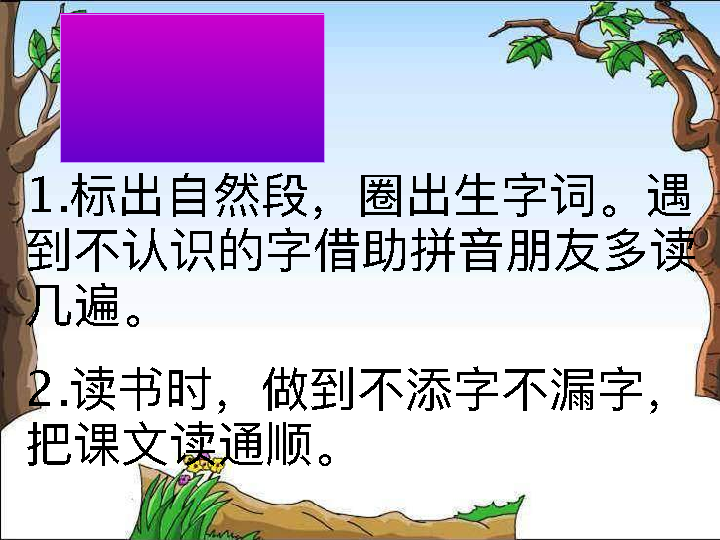 1.标出自然段，圈出生字词。遇
到不认识的字借助拼音朋友多读
几遍。
2.读书时，做到不添字不漏字，
把课文读通顺。